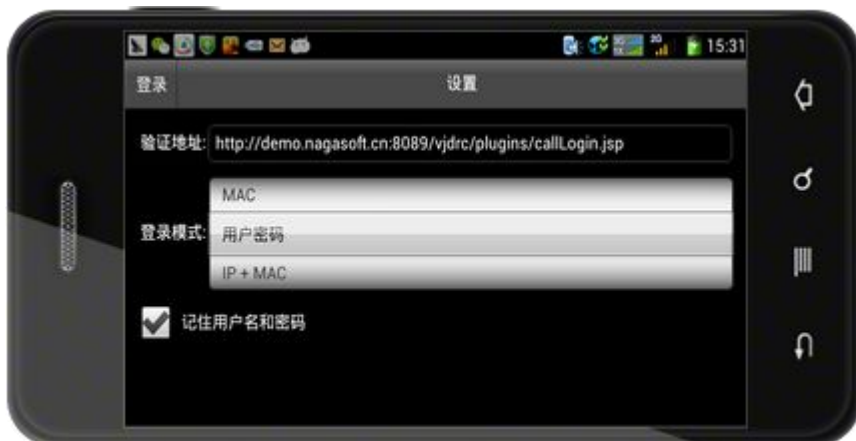 15:31
登录
设置
验证地址: http://demo.nagasoft.cn:8089/vjdrc/plugins/callLogin.jsp
MAC
登录模式: 用户密码
IP + MAC
记住用户名和密码